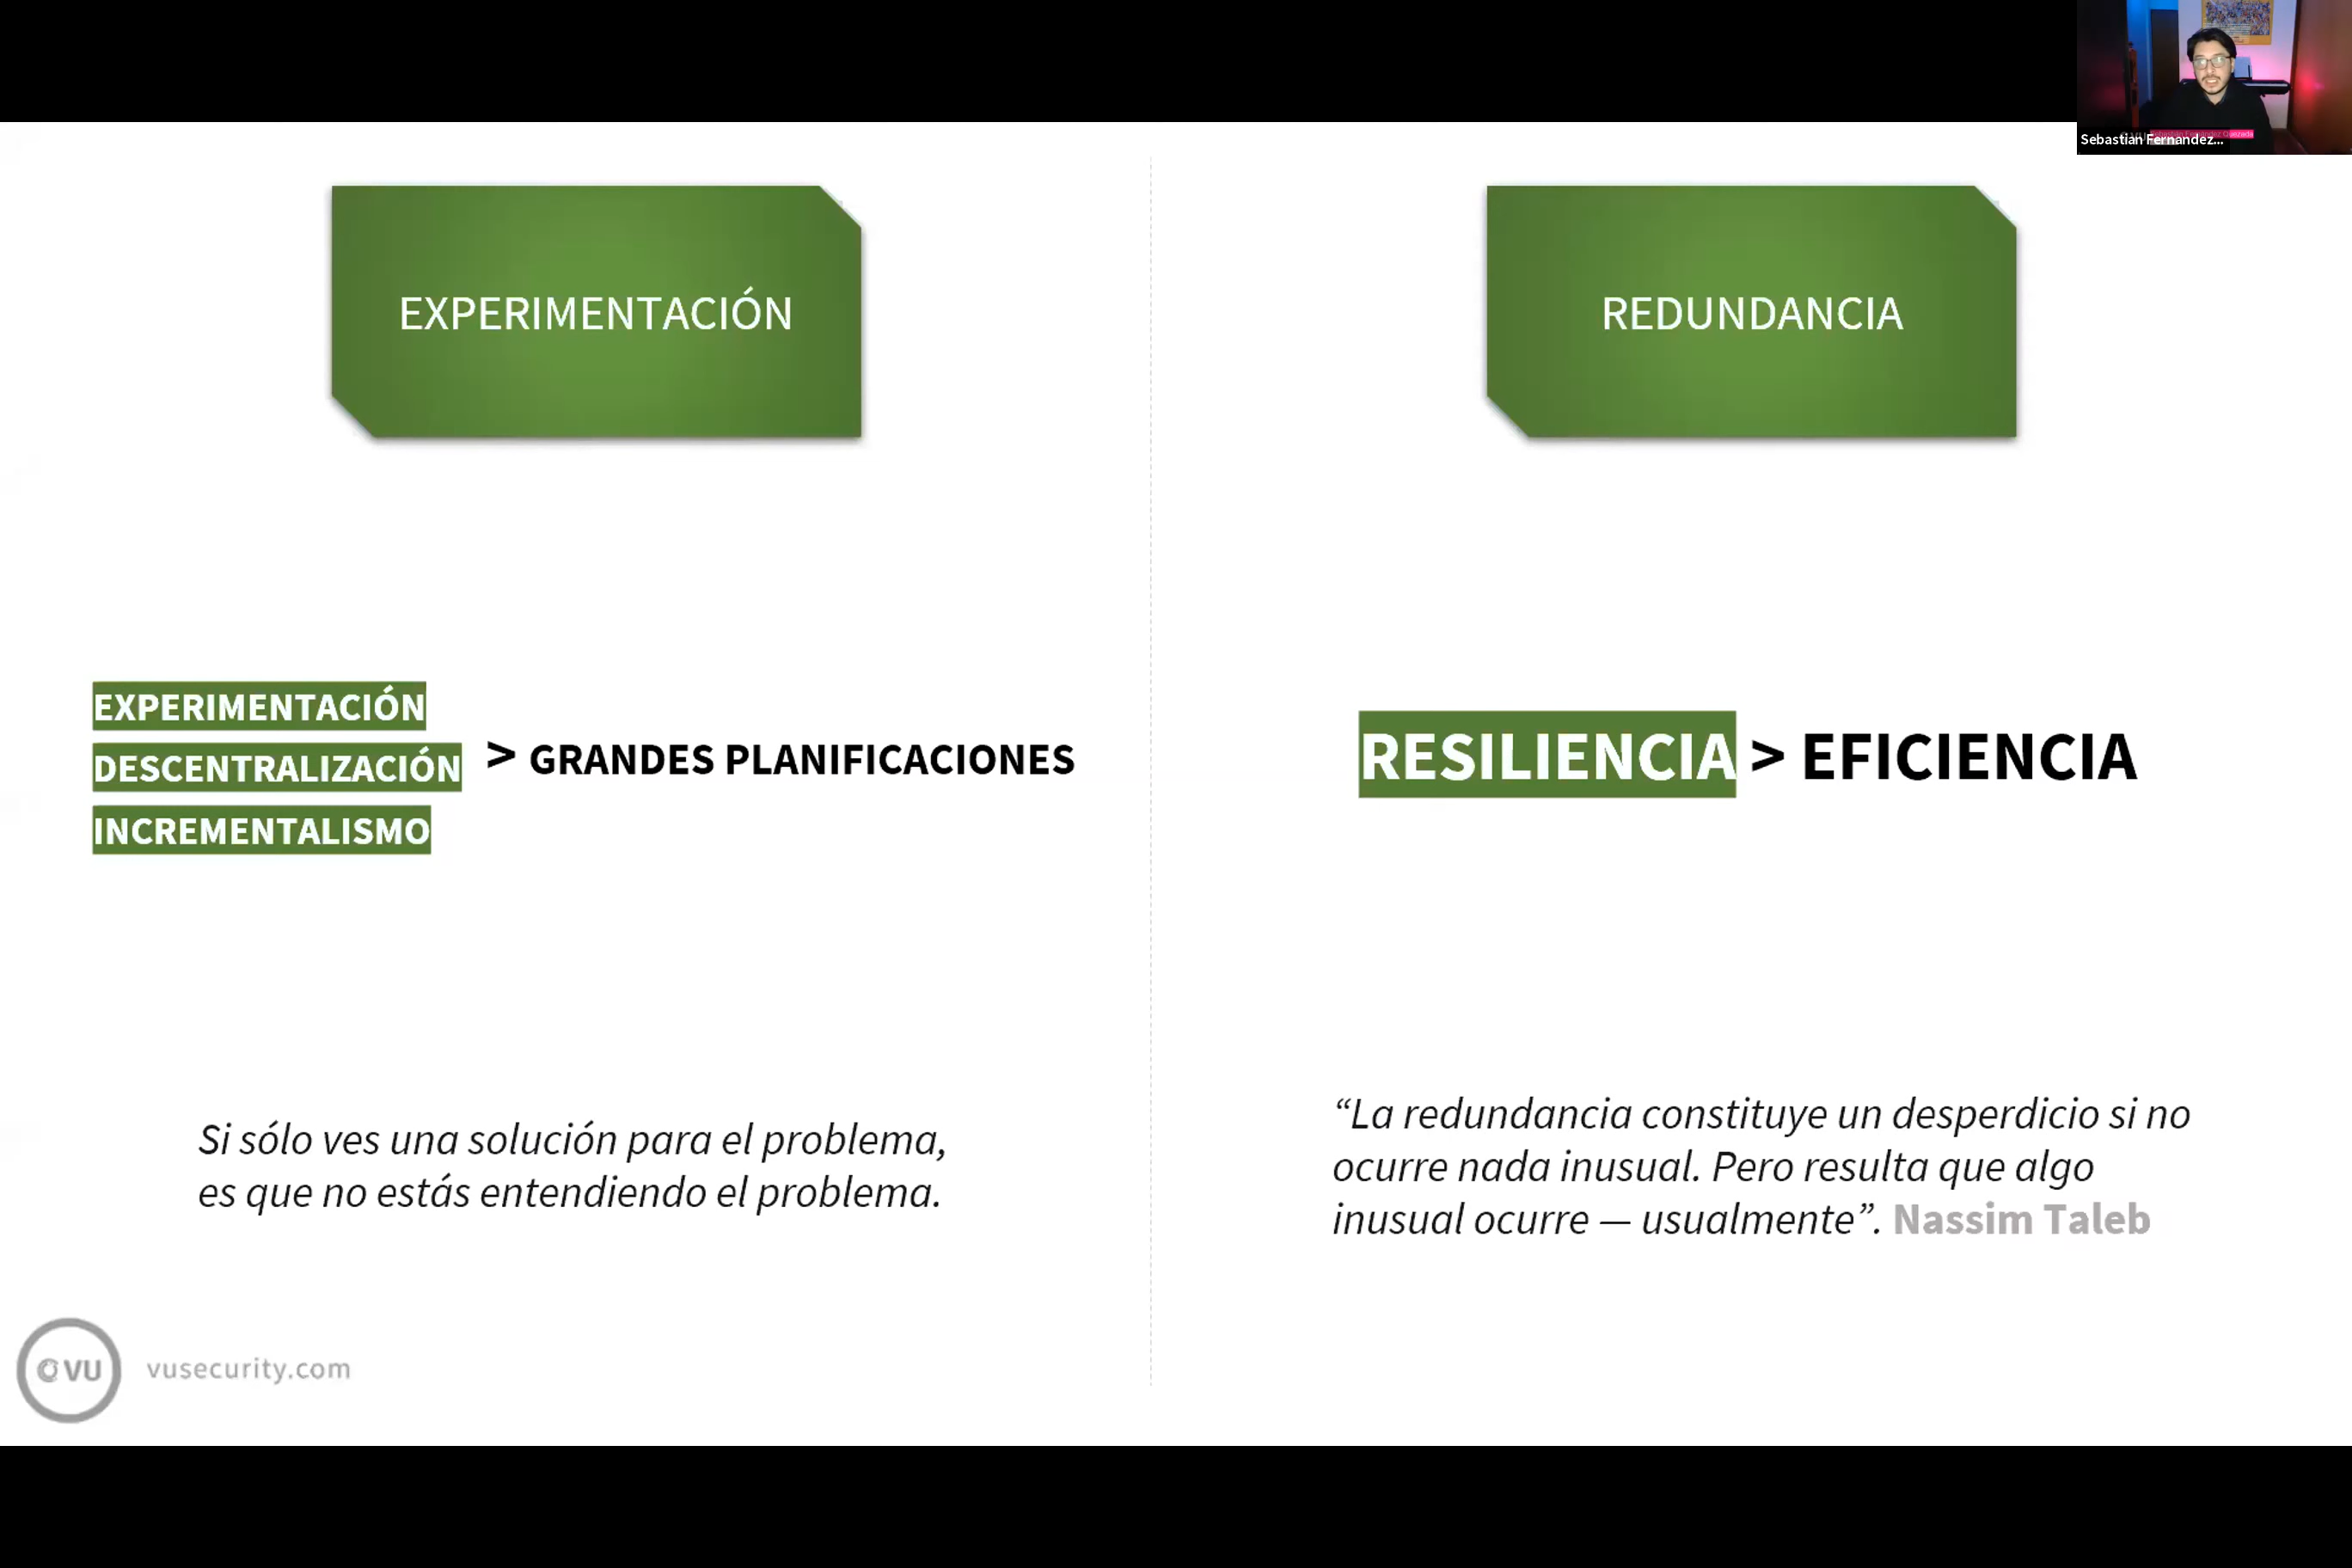 Sebastian Fernandez...
EXPERIMENTACIÓN
EXPERIMENTACIÓN
DESCENTRALIZACIÓN
INCREMENTALISMO
> GRANDES PLANIFICACIONES
Si sólo ves una solución para el problema,
es que no estás entendiendo el problema.
REDUNDANCIA
RESILIENCIA > EFICIENCIA
“La redundancia constituye un desperdicio si no
ocurre nada inusual. Pero resulta que algo
inusual ocurre — usualmente”. Nassim Taleb
VU
vusecurity.com